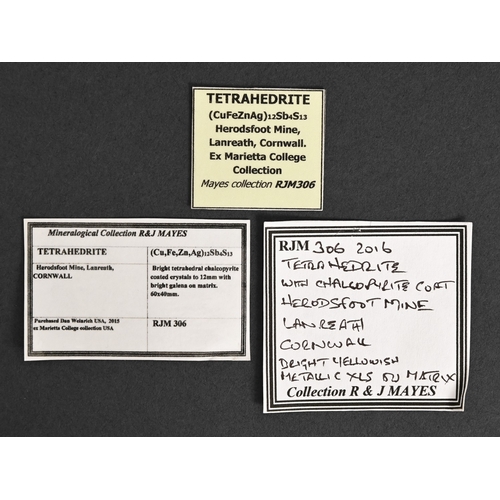 TETRAHEDRITE
(CuFeZnAg)₁₂Sb₄S₁₃
Herodsfoot Mine,
Lanreath, Cornwall.
Ex Marietta College
Collection
Mayes collection RJM306
Mineralogical Collection R&J MAYES
TETRAHEDRITE
(Cu,Fe,Zn,Ag)₁₂Sb₄S₁₃
Herodsfoot Mine, Lanreath,
CORNWALL
Bright tetrahedral chalcopyrite
coated crystals to 12mm with
bright galena on matrix.
60x40mm.
Purchased Dan Weinrich USA, 2015
ex Marietta College collection USA
RJM 306
RJM 306 2016
TETRAHEDRITE
WITH CHALCOPYRITE COAT
HERODSFOOT MINE
LANREATH
CORNWALL
BRIGHT YELLOWISH
METALLIC XLS ON MATRIX
Collection R & J MAYES